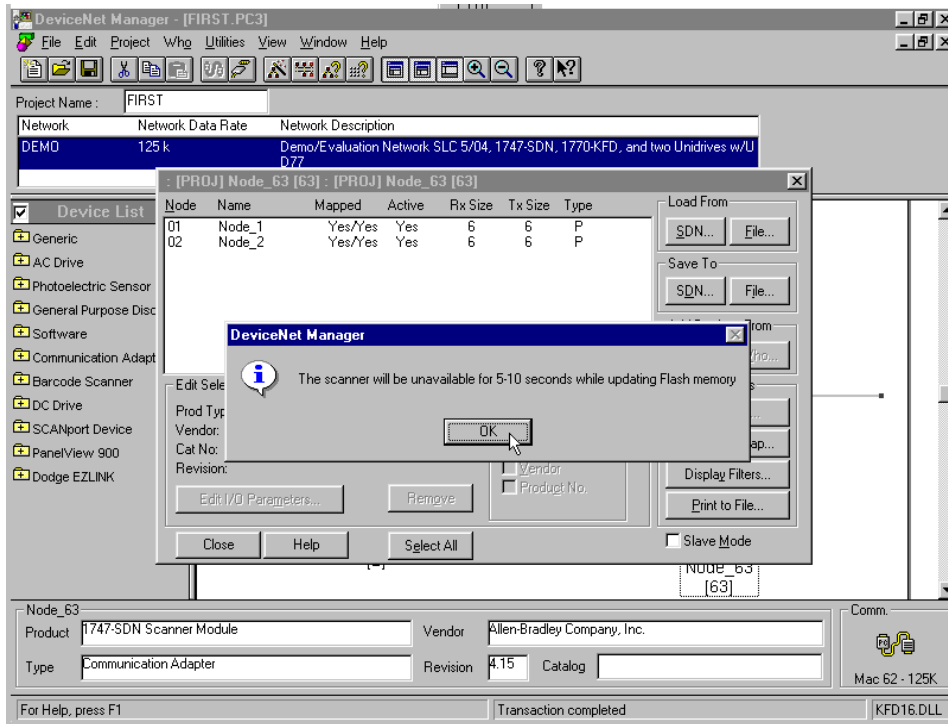 DeviceNet Manager - [FIRST.PC3]
File Edit Project Who Utilities View Window Help
Project Name : FIRST
Network Network Data Rate Network Description
DEMO 125 k Demo/Evaluation Network SLC 5/04, 1747-SDN, 1770-KFD, and two Unidrives w/U
D77
: [PROJ] Node_63 [63] : [PROJ] Node_63 [63]
Device List
Generic
AC Drive
Photoelectric Sensor
General Purpose Disc
Software
Communication Adapt
Barcode Scanner
DC Drive
SCANport Device
PanelView 900
Dodge EZLINK
Node Name Mapped Active Rx Size Tx Size Type
01 Node_1 Yes/Yes Yes 6 6 P
02 Node_2 Yes/Yes Yes 6 6 P
Load From
SDN... File...
Save To
SDN... File...
DeviceNet Manager
The scanner will be unavailable for 5-10 seconds while updating Flash memory
OK
Edit Sele
Prod Typ
Vendor:
Cat No:
Revision:
Vendor
Product No.
Edit I/O Parameters...
Remove
Display Filters...
Print to File...
Close Help Select All
Slave Mode
Node_63
[63]
Node_63
Product 1747-SDN Scanner Module
Vendor Allen-Bradley Company, Inc.
Type Communication Adapter
Revision 4.15 Catalog
Comm.
Mac 62 - 125K
For Help, press F1
Transaction completed
KFD16.DLL